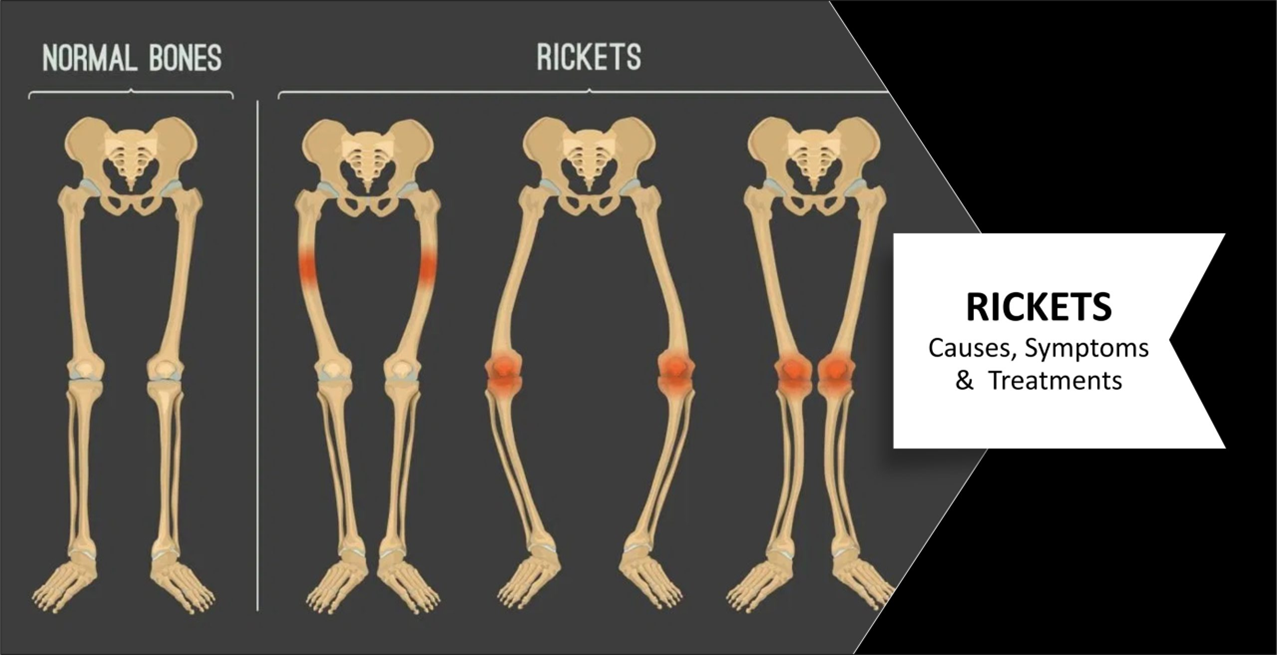 NORMAL BONES
RICKETS
RICKETS
Causes, Symptoms
& Treatments